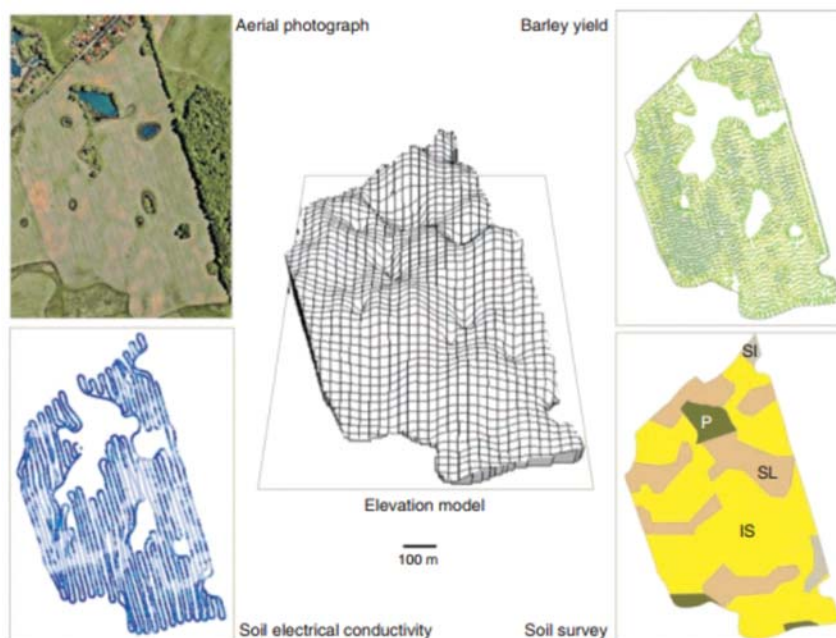 Aerial photograph
Barley yield
Elevation model
100 m
Soil electrical conductivity
Soil survey
SI
P
SL
IS